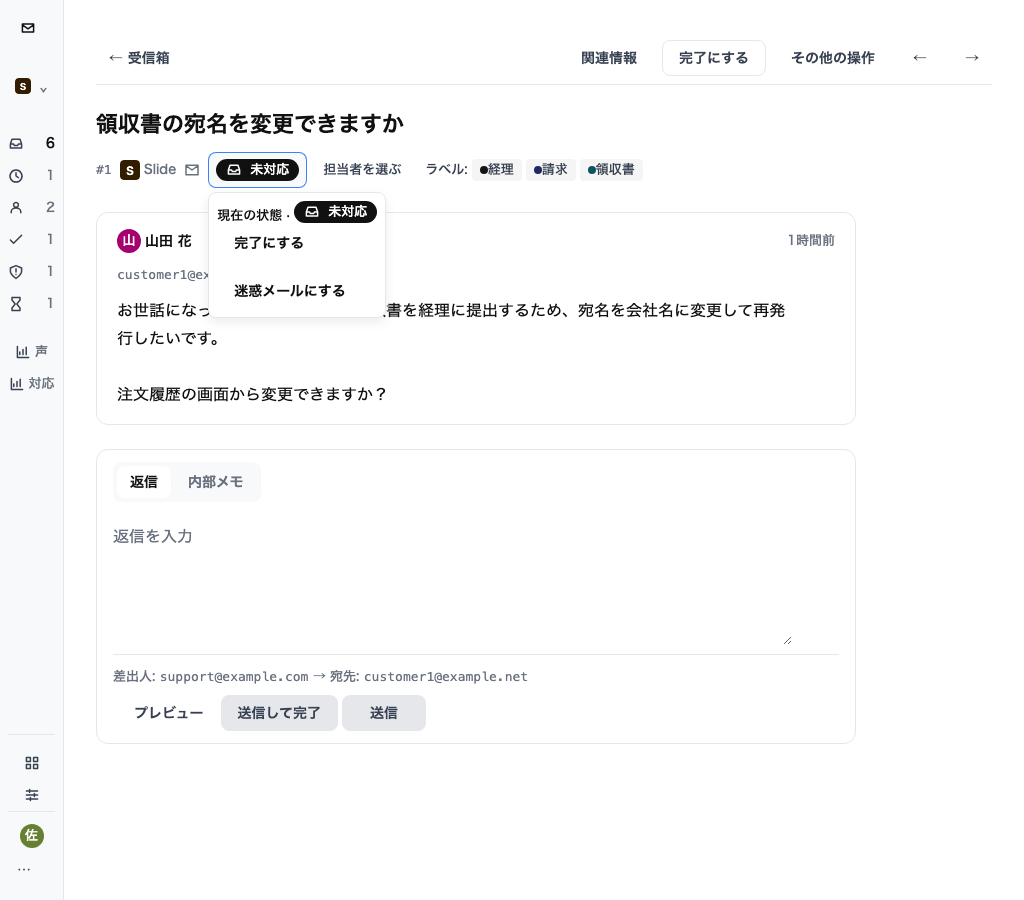 ← 受信箱
関連情報
完了にする
その他の操作
←
→
S
領収書の宛名を変更できますか
#1 S Slide 未対応 担当者を選ぶ ラベル: 経理 請求 領収書
6
1
2
1
1
1
声
対応
現在の状態 · 未対応
完了にする
迷惑メールにする
山 山田 花
1時間前
customer1@ex
お世話になっ
書を経理に提出するため、宛名を会社名に変更して再発
行したいです。
注文履歴の画面から変更できますか？
返信 内部メモ
返信を入力
差出人: support@example.com → 宛先: customer1@example.net
プレビュー 送信して完了 送信
佐
…